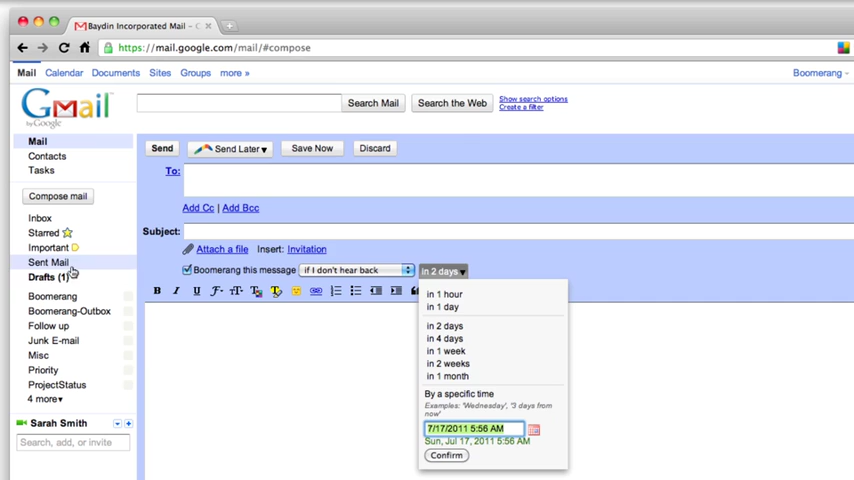 Baydin Incorporated Mail – C
https://mail.google.com/mail/#compose
Mail Calendar Documents Sites Groups more » Boomerang
Gmail
by Google
Search Mail Search the Web Show search options
Create a filter
Mail
Contacts
Tasks
Compose mail
Inbox
Starred
Important
Sent Mail
Drafts (1)
Boomerang
Boomerang-Outbox
Follow up
Junk E-mail
Misc
Priority
ProjectStatus
4 more▾
Sarah Smith
Search, add, or invite
Send Send Later▾ Save Now Discard
To:
Add Cc | Add Bcc
Subject:
Attach a file Insert: Invitation
Boomerang this message if I don't hear back in 2 days▾
B I U
in 1 hour
in 1 day
in 2 days
in 4 days
in 1 week
in 2 weeks
in 1 month
By a specific time
Examples: 'Wednesday', '3 days from
now'
7/17/2011 5:56 AM
Sun, Jul 17, 2011 5:56 AM
Confirm